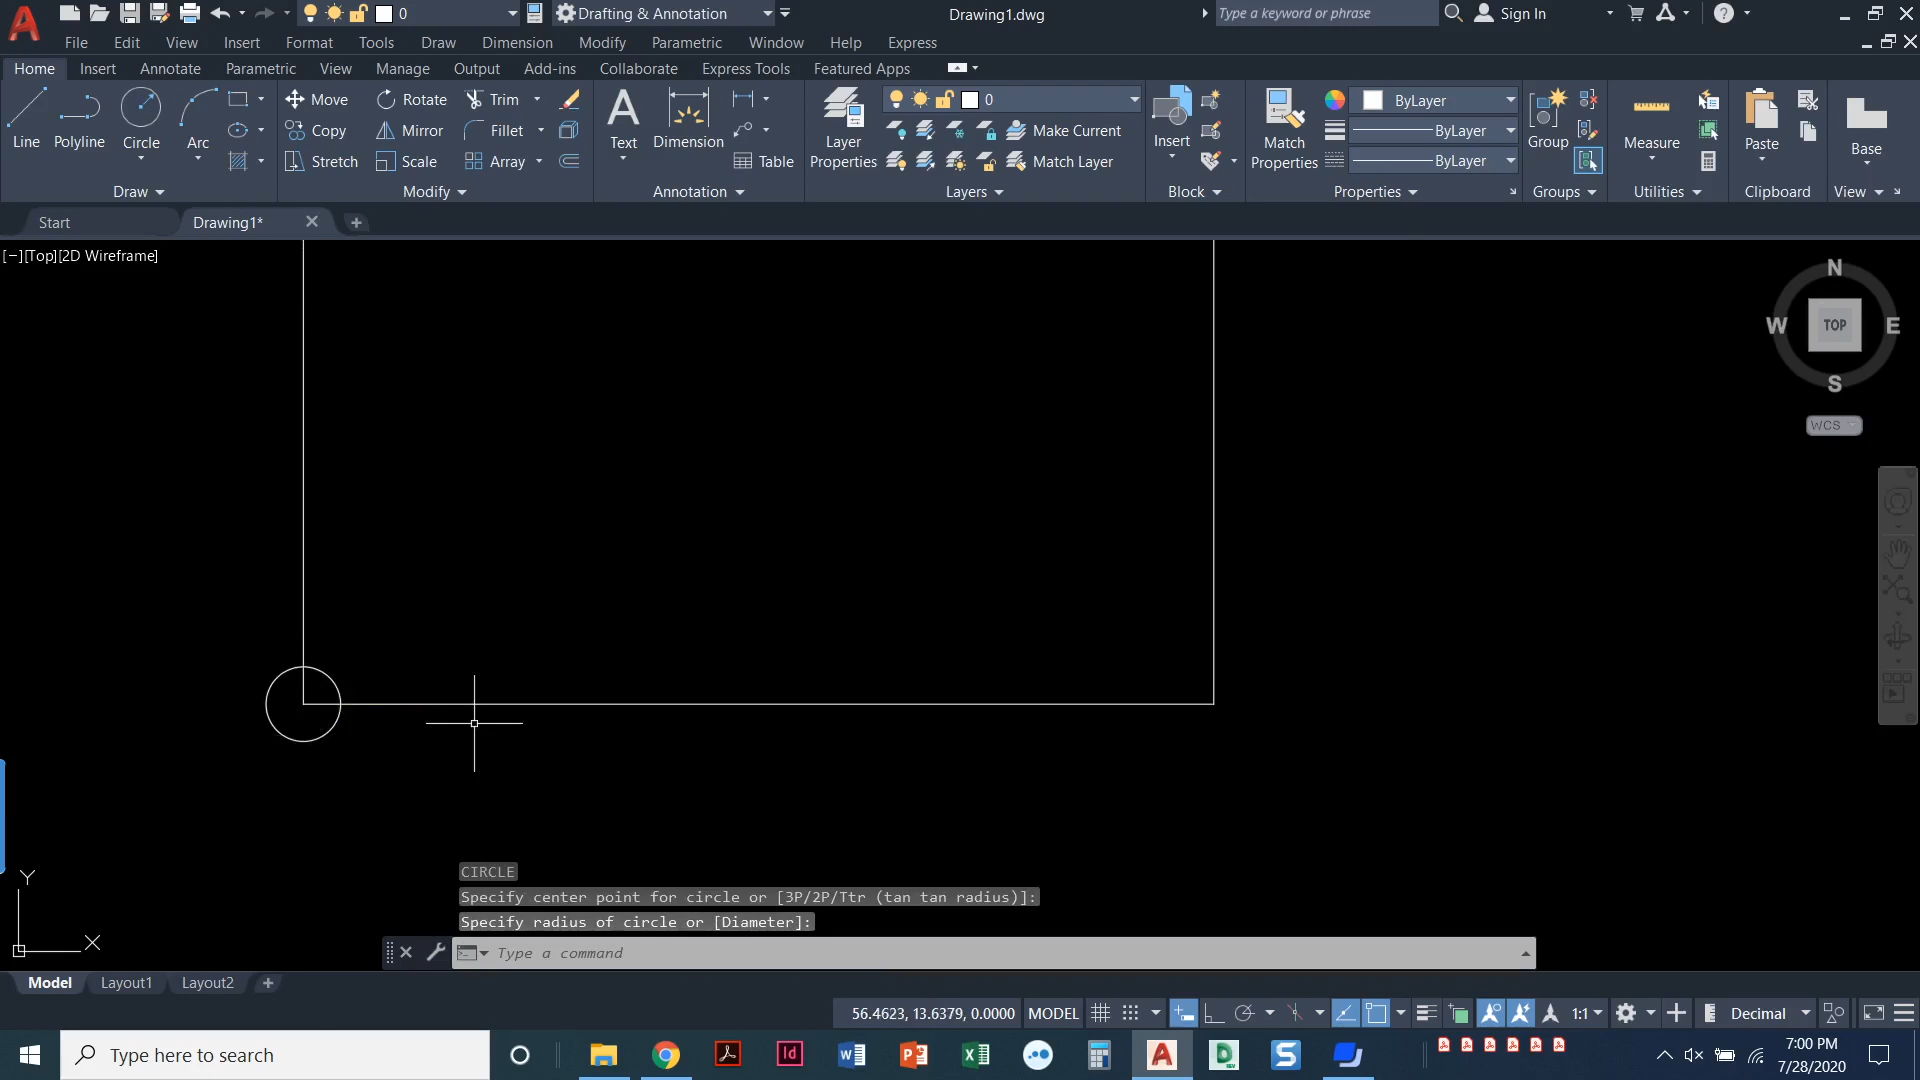 0
Drafting & Annotation
Drawing1.dwg
Type a keyword or phrase
Sign In
File Edit View Insert Format Tools Draw Dimension Modify Parametric Window Help Express
Home Insert Annotate Parametric View Manage Output Add-ins Collaborate Express Tools Featured Apps
Line
Polyline
Circle
Arc
Draw
Move
Rotate
Trim
Copy
Mirror
Fillet
Stretch
Scale
Array
Modify
Text
Dimension
Table
Annotation
Layer
Properties
0
Make Current
Match Layer
Layers
Insert
Block
Match
Properties
ByLayer
ByLayer
ByLayer
Properties
Group
Groups
Measure
Utilities
Paste
Clipboard
Base
View
Start
Drawing1*
[−][Top][2D Wireframe]
N
W
TOP
E
S
WCS
Y
X
CIRCLE
Specify center point for circle or [3P/2P/Ttr (tan tan radius)]:
Specify radius of circle or [Diameter]:
Type a command
Model Layout1 Layout2
56.4623, 13.6379, 0.0000
MODEL
1:1
Decimal
Type here to search
7:00 PM
7/28/2020